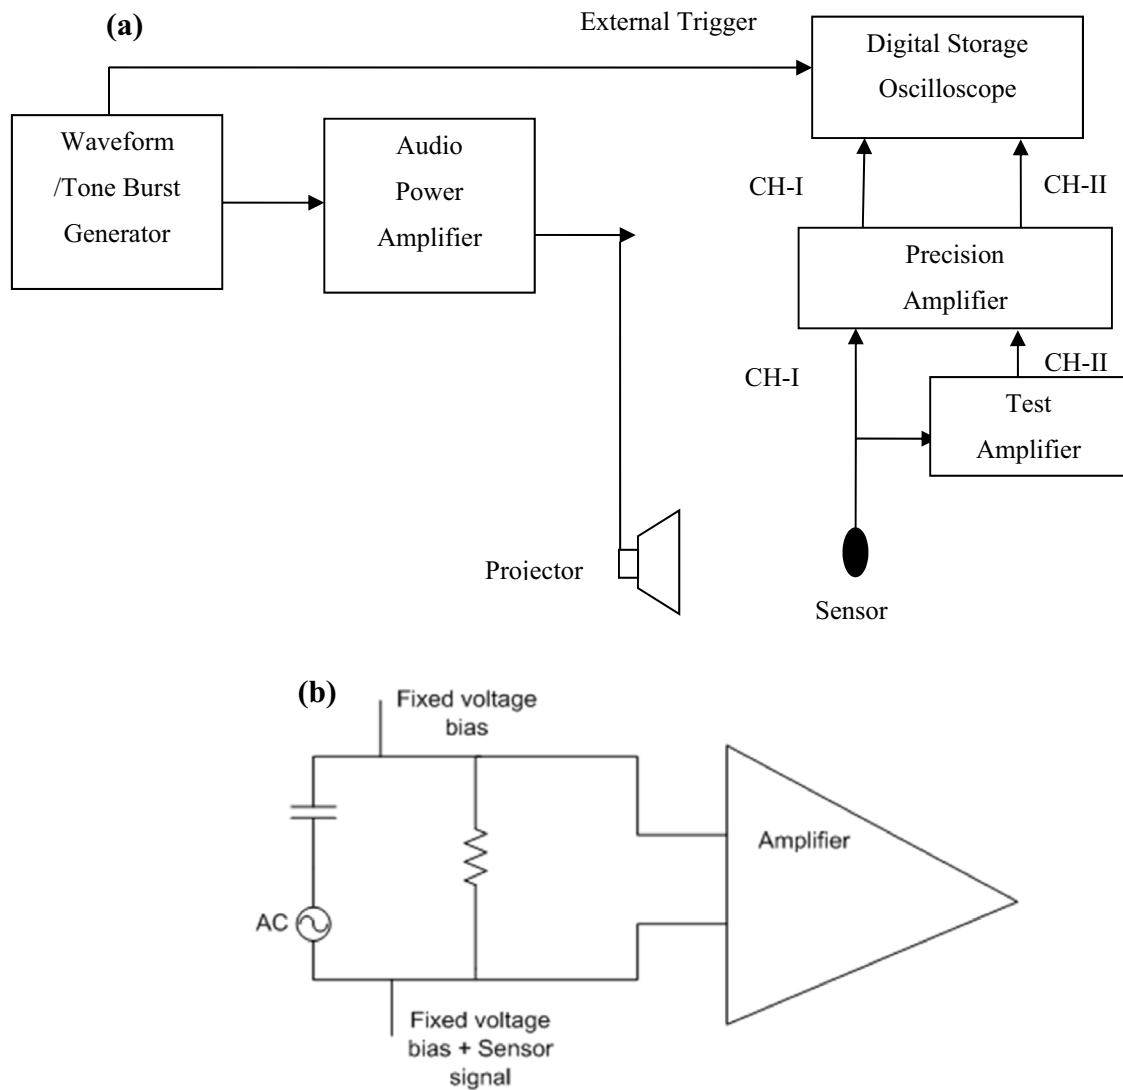 (a)
External Trigger
Digital Storage
Oscilloscope
Waveform
/Tone Burst
Generator
Audio
Power
Amplifier
CH-I
CH-II
Precision
Amplifier
CH-I
CH-II
Test
Amplifier
Projector
Sensor
(b)
Fixed voltage
bias
Amplifier
AC
Fixed voltage
bias + Sensor
signal